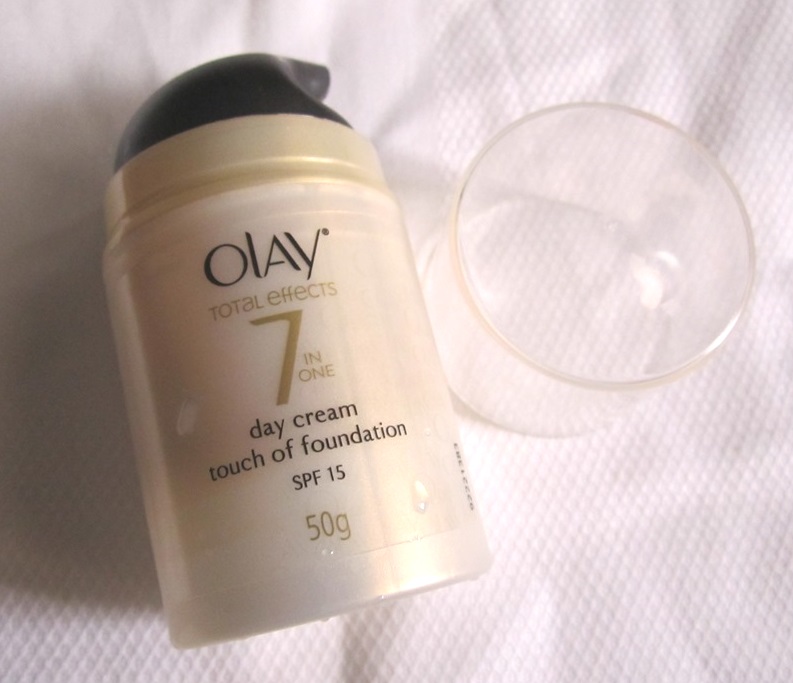 OLAY®
TOTAL EFFECTS
7 IN
ONE
day cream
touch of foundation
SPF 15
50g